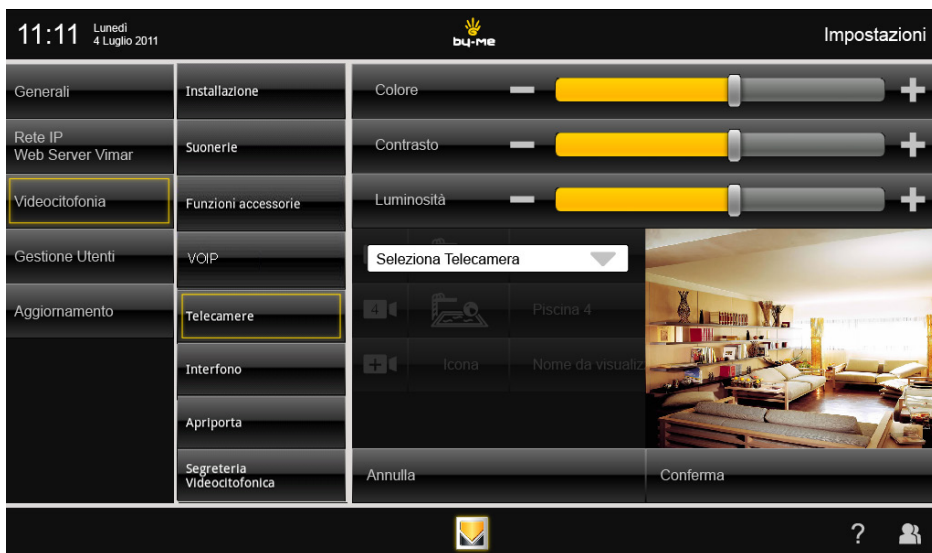 11:11 Lunedì
4 Luglio 2011
by-me
Impostazioni
Generali
Rete IP
Web Server Vimar
Videocitofonia
Gestione Utenti
Aggiornamento
Installazione
Suonerie
Funzioni accessorie
VOIP
Telecamere
Interfono
Apriporta
Segreteria
Videocitofonica
Colore
Contrasto
Luminosità
Seleziona Telecamera
4 Piscina 4
Icona Nome da visualiz
Annulla
Conferma
?